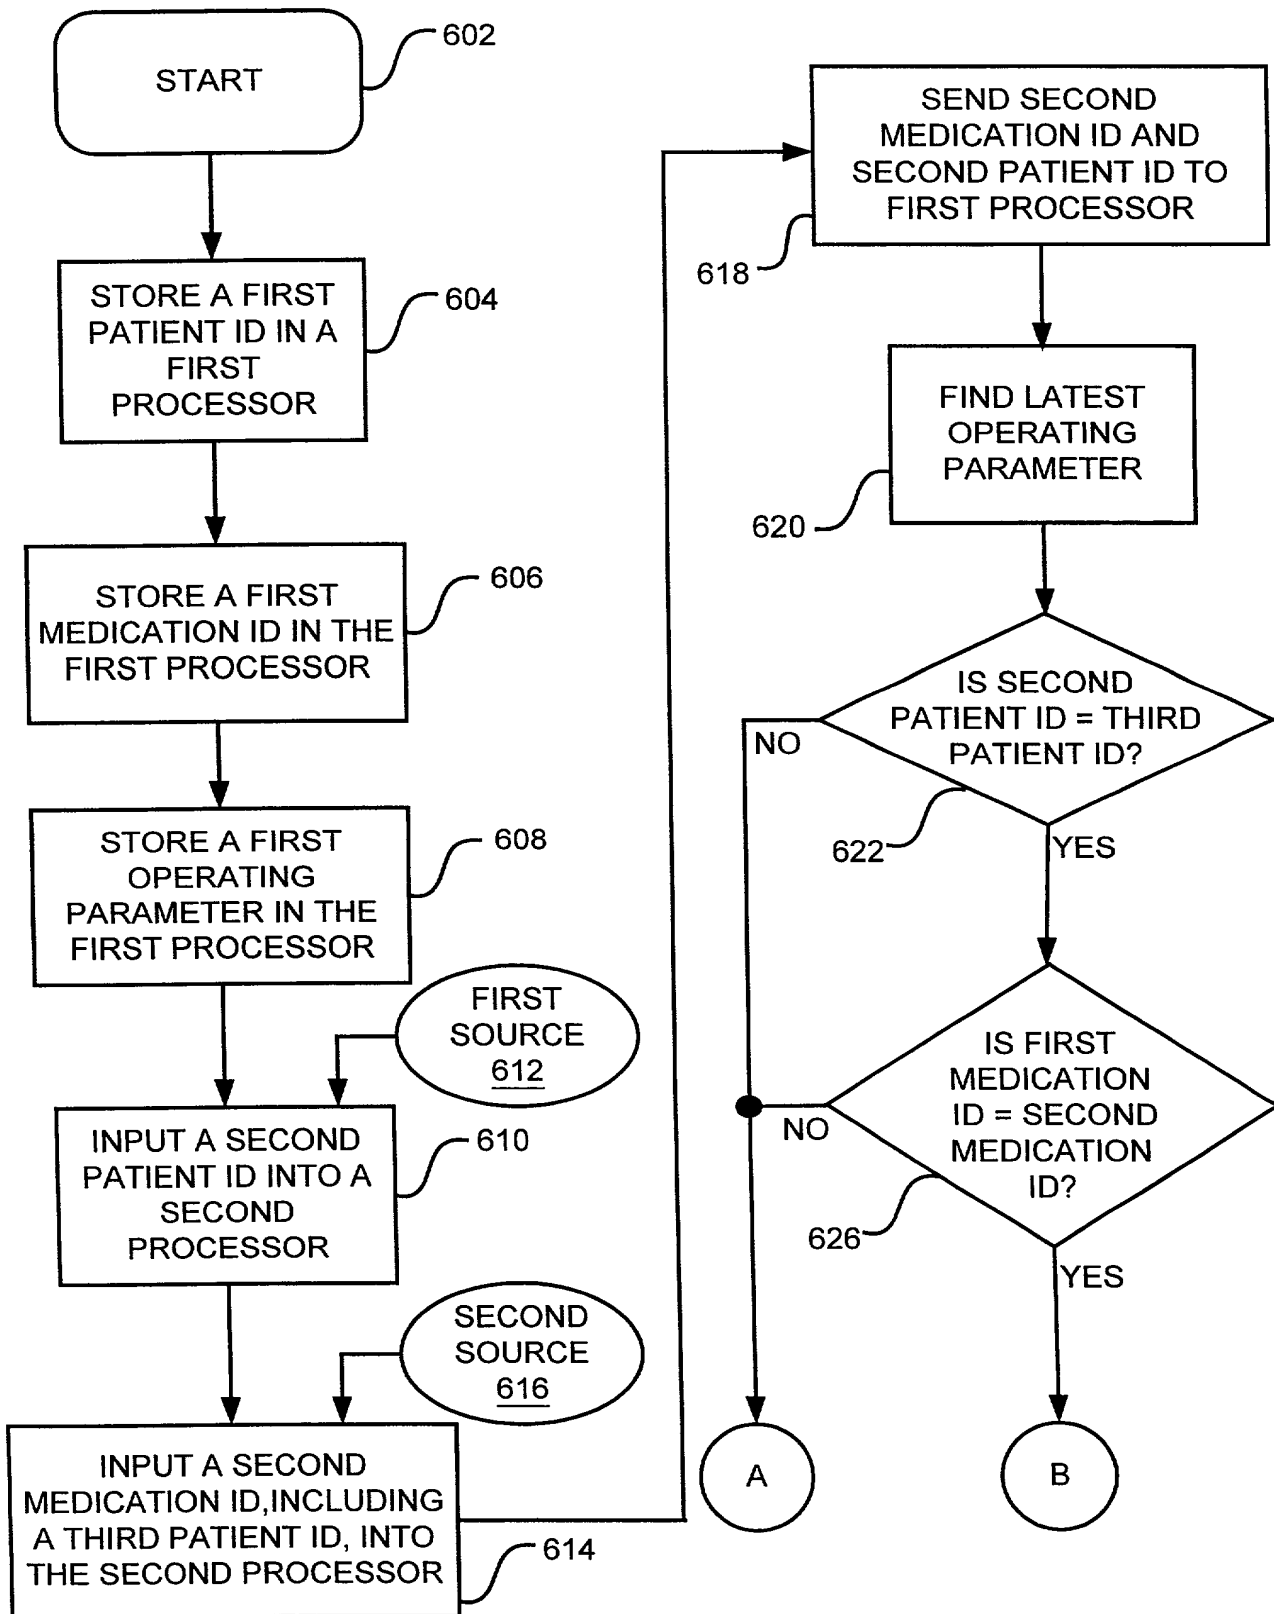 START
602
STORE A FIRST
PATIENT ID IN A
FIRST
PROCESSOR
604
STORE A FIRST
MEDICATION ID IN THE
FIRST PROCESSOR
606
STORE A FIRST
OPERATING
PARAMETER IN THE
FIRST PROCESSOR
608
FIRST
SOURCE
612
INPUT A SECOND
PATIENT ID INTO A
SECOND
PROCESSOR
610
SECOND
SOURCE
616
INPUT A SECOND
MEDICATION ID,INCLUDING
A THIRD PATIENT ID, INTO
THE SECOND PROCESSOR
614
SEND SECOND
MEDICATION ID AND
SECOND PATIENT ID TO
FIRST PROCESSOR
618
FIND LATEST
OPERATING
PARAMETER
620
IS SECOND
PATIENT ID = THIRD
PATIENT ID?
NO
622
YES
IS FIRST
MEDICATION
ID = SECOND
MEDICATION
ID?
NO
626
YES
A
B